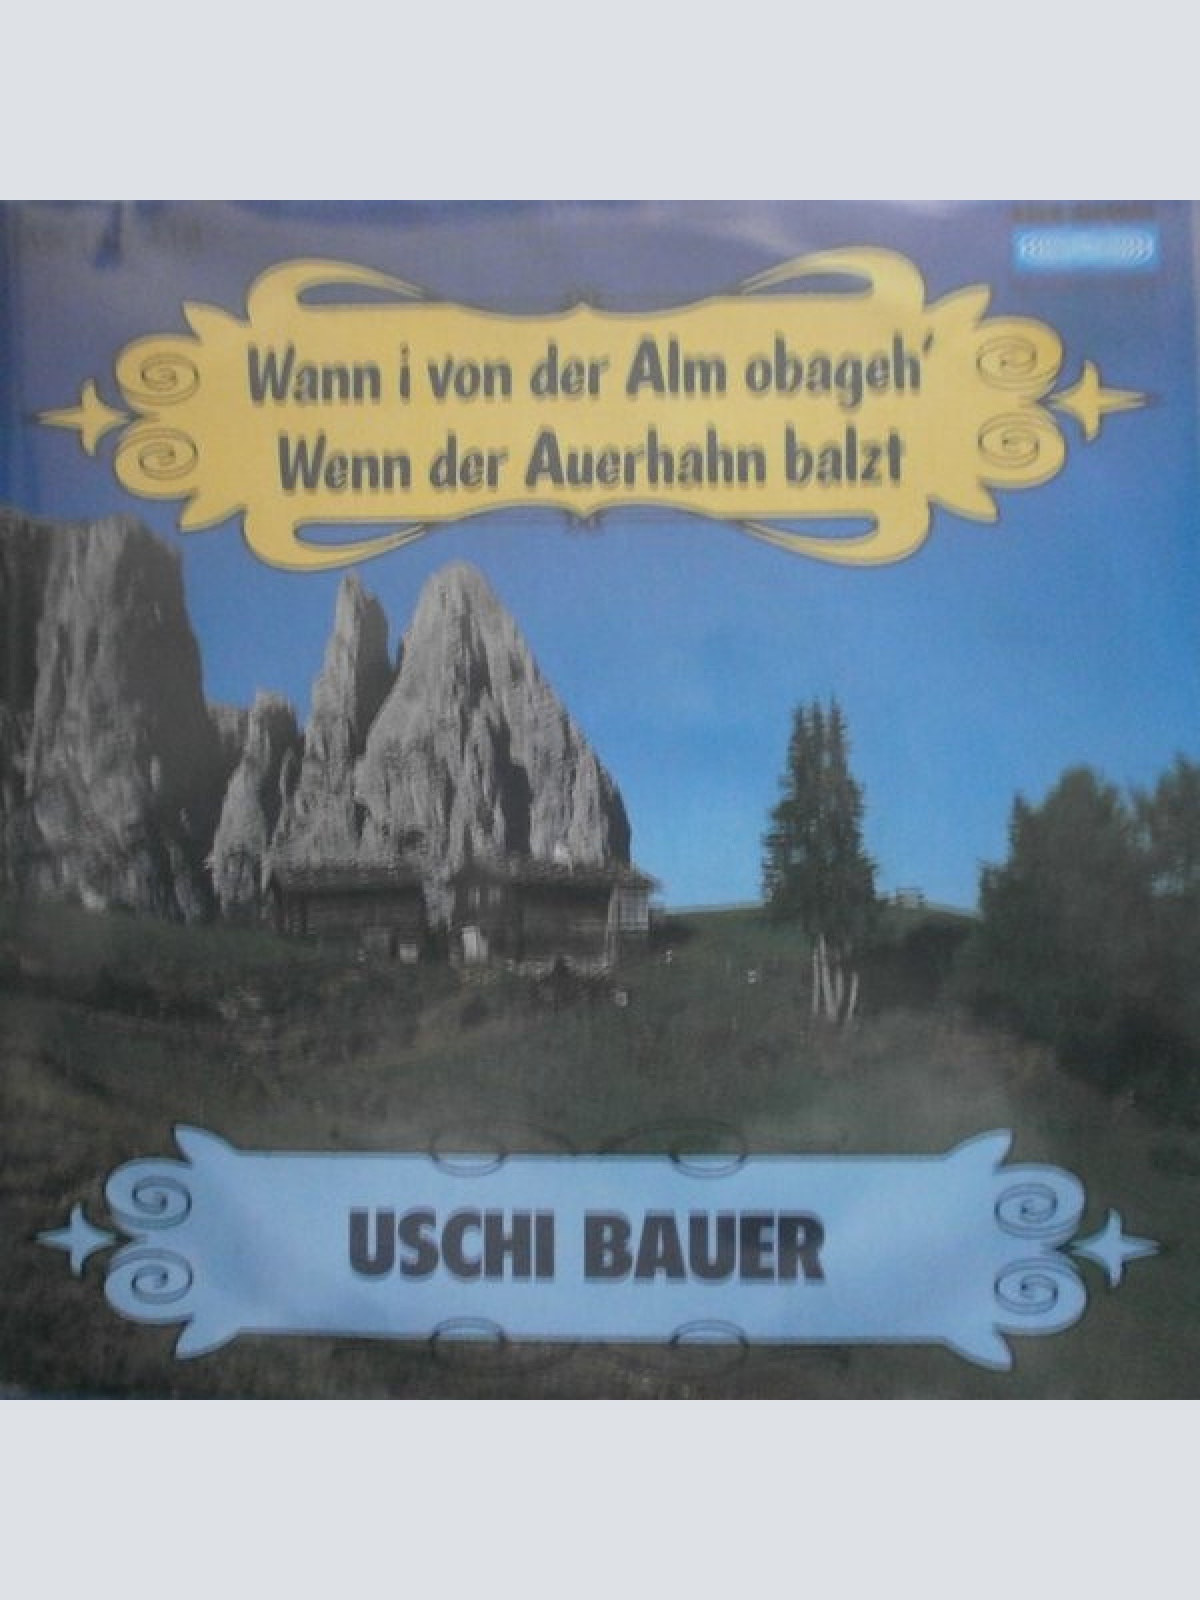 Wann i von der Alm obageh'
Wenn der Auerhahn balzt
USCHI BAUER